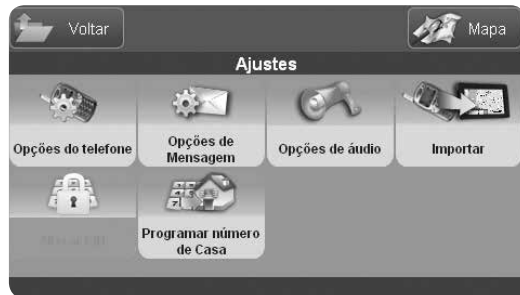 Voltar
Mapa
Ajustes
Opções do telefone
Opções de
Mensagem
Opções de áudio
Importar
Programar número
de Casa